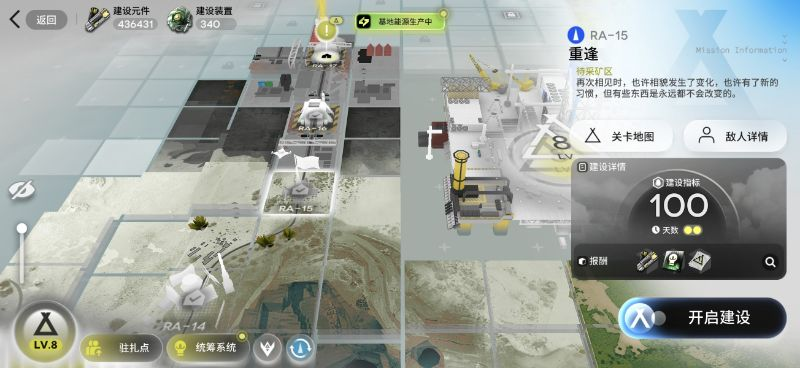 返回
建设元件
436431
建设装置
340
基地能源生产中
RA-17
RA-16
RA-15
RA-14
LV.8
驻扎点
统筹系统
8
LV
RA-15
重逢
Mission Information
待采矿区
再次相见时，也许相貌发生了变化，也许有了新的
习惯，但有些东西是永远都不会改变的。
关卡地图
敌人详情
建设详情
建设指标
100
天数
报酬
开启建设